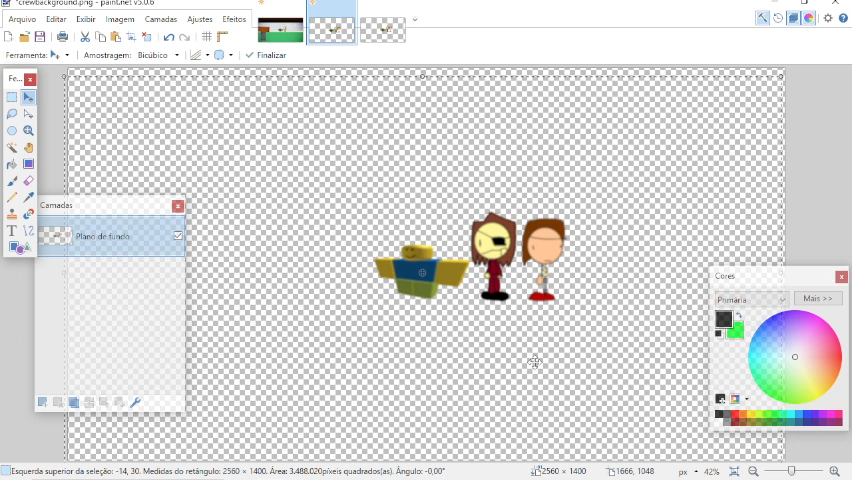 *crewbackground.png - paint.net v5.0.6
Arquivo Editar Exibir Imagem Camadas Ajustes Efeitos
Ferramenta: Amostragem: Bicúbico Finalizar
Fe...
Camadas
Plano de fundo
Cores
Primária Mais >>
Esquerda superior da seleção: -14, 30. Medidas do retângulo: 2560 × 1400. Área: 3.488.020píxeis quadrados(as). Ângulo: -0,00° 2560 × 1400 1666, 1048 px 42%